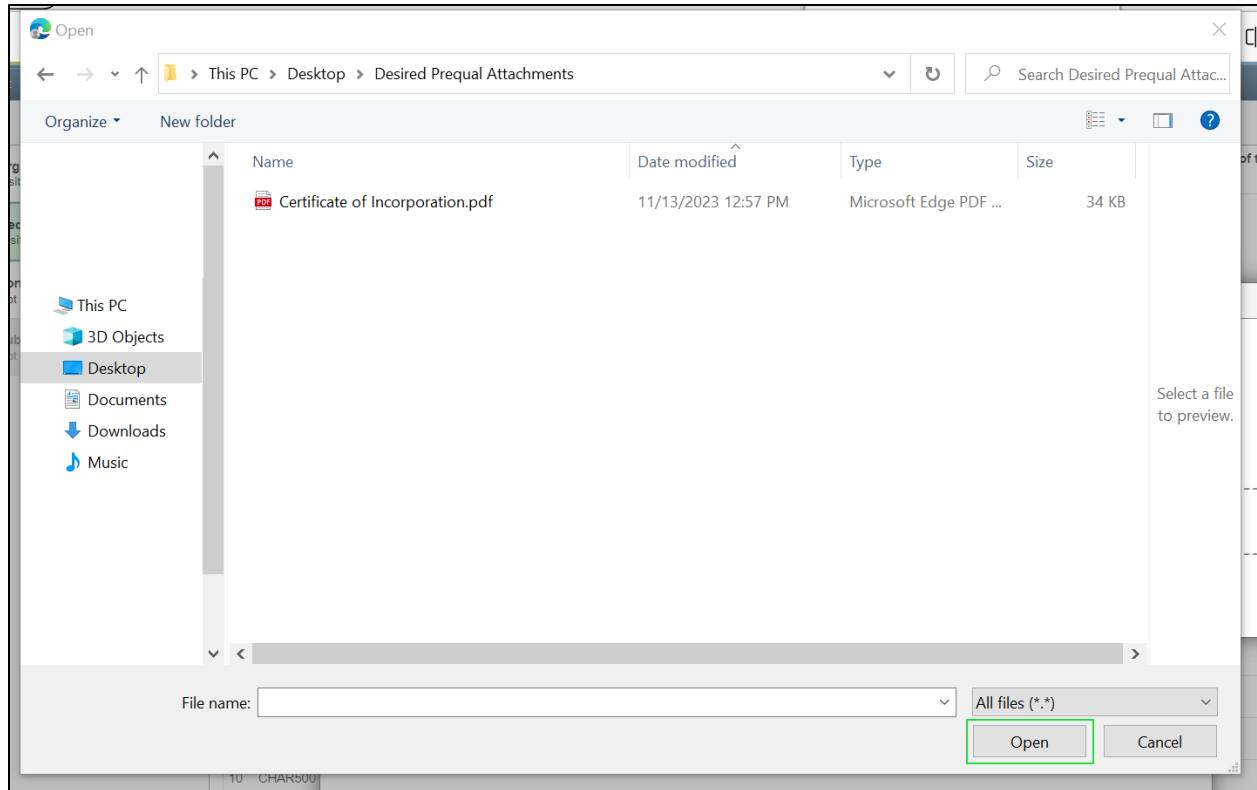 Open
This PC > Desktop > Desired Prequal Attachments
Search Desired Prequal Attac...
Organize
New folder
Name
Date modified
Type
Size
Certificate of Incorporation.pdf
11/13/2023 12:57 PM
Microsoft Edge PDF ...
34 KB
This PC
3D Objects
Desktop
Documents
Downloads
Music
Select a file
to preview.
File name:
All files (*.*)
Open
Cancel
10 CHAR500